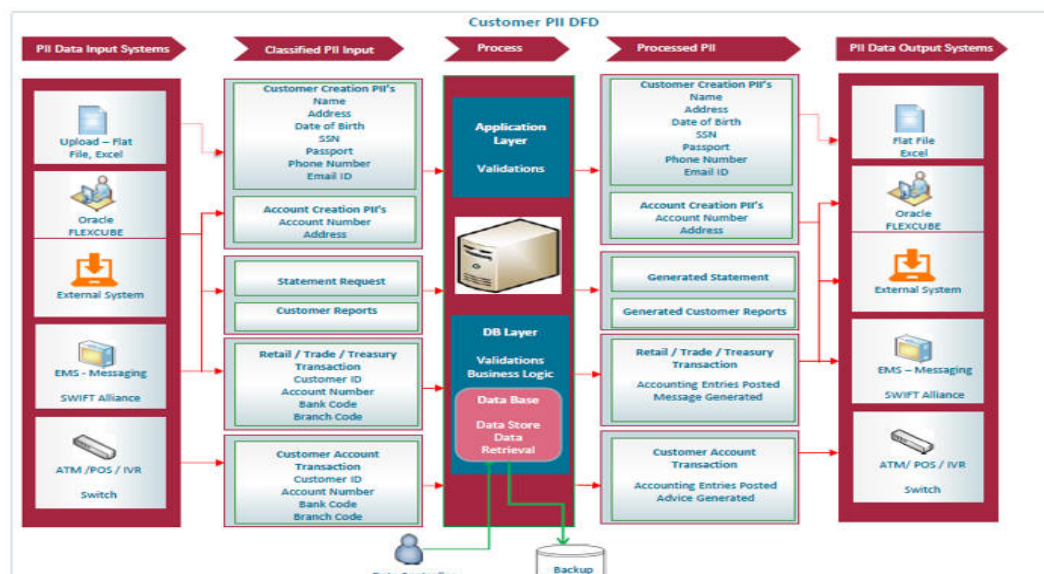 Customer PII DFD
PII Data Input Systems
Classified PII Input
Process
Processed PII
PII Data Output Systems
Upload – Flat
File, Excel
Oracle
FLEXCUBE
External System
EMS - Messaging
SWIFT Alliance
ATM /POS / IVR
Switch
Customer Creation PII's
Name
Address
Date of Birth
SSN
Passport
Phone Number
Email ID
Account Creation PII's
Account Number
Address
Statement Request
Customer Reports
Retail / Trade / Treasury
Transaction
Customer ID
Account Number
Bank Code
Branch Code
Customer Account
Transaction
Customer ID
Account Number
Bank Code
Branch Code
Application
Layer
Validations
DB Layer
Validations
Business Logic
Data Base
Data Store
Data
Retrieval
Backup
Customer Creation PII's
Name
Address
Date of Birth
SSN
Passport
Phone Number
Email ID
Account Creation PII's
Account Number
Address
Generated Statement
Generated Customer Reports
Retail / Trade / Treasury
Transaction
Accounting Entries Posted
Message Generated
Customer Account
Transaction
Accounting Entries Posted
Advice Generated
Flat File
Excel
Oracle
FLEXCUBE
External System
EMS – Messaging
SWIFT Alliance
ATM/ POS / IVR
Switch